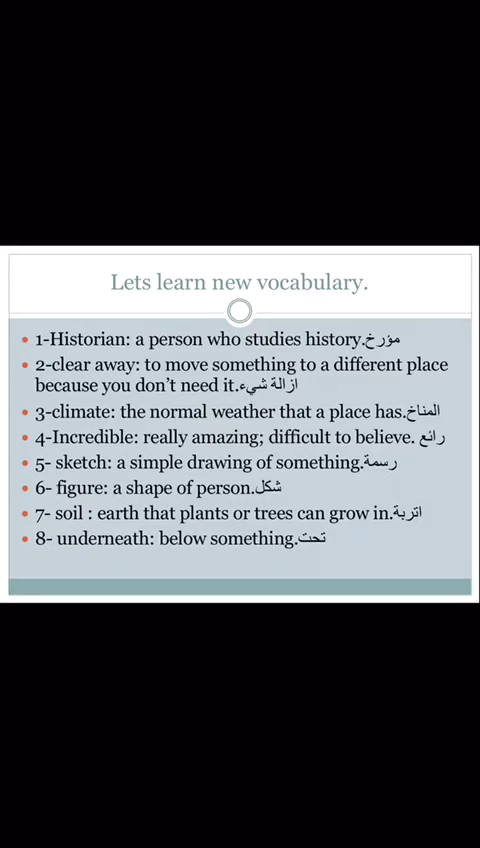 Lets learn new vocabulary.
• 1-Historian: a person who studies history.مؤرخ
• 2-clear away: to move something to a different place
because you don’t need it.ازالة شيء
• 3-climate: the normal weather that a place has.المناخ
• 4-Incredible: really amazing; difficult to believe. رائع
• 5- sketch: a simple drawing of something.رسمة
• 6- figure: a shape of person.شكل
• 7- soil : earth that plants or trees can grow in.اتربة
• 8- underneath: below something.تحت